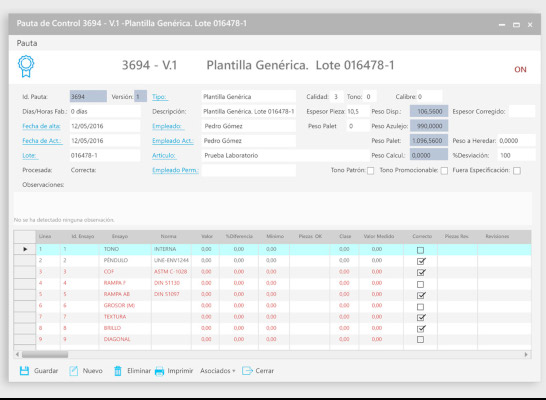 Pauta de Control 3694 - V.1 -Plantilla Genérica. Lote 016478-1
Pauta
3694 - V.1 Plantilla Genérica. Lote 016478-1 ON
Id. Pauta: 3694 Versión 1 Tipo: Plantilla Genérica Calidad: 3 Tono: 0 Calibre: 0
Días/Horas Fab.: 0 días Descripción: Plantilla Genérica. Lote 016478-1 Espesor Pieza: 10,5 Peso Disp.: 106,5600 Espesor Corregido:
Fecha de alta: 12/05/2016 Empleado: Pedro Gómez Peso Palet 0 Peso Azulejo: 990,0000
Fecha de Act.: 12/05/2016 Empleado Act.: Pedro Gómez Peso Palet: 1.096,5600 Peso a Heredar: 0,0000
Lote: 016478-1 Artículo: Prueba Laboratorio Peso Calcul.: 0,0000 %Desviación: 100
Procesada: Correcta: Empleado Perm.: Tono Patrón: Tono Promocionable: Fuera Especificación:
Observaciones:
No se ha detectado ninguna observación.
Línea Id. Ensayo Ensayo Norma Valor %Diferencia Mínimo Piezas OK Clase Valor Medido Correcto Piezas Rev. Revisiones
1 1 TONO INTERNA 0,00 0,00 0,00 0,00 0,00
2 2 PENDULO UNE-ENV1244 0,00 0,00 0,00 0,00 0,00
3 3 COF ASTM C-1028 0,00 0,00 0,00 0,00 0,00
4 4 RAMPA F DIN 51130 0,00 0,00 0,00 0,00 0,00
5 5 RAMPA AB DIN 51097 0,00 0,00 0,00 0,00 0,00
6 6 GROSOR (M) 0,00 0,00 0,00 0,00 0,00
7 7 TEXTURA 0,00 0,00 0,00 0,00 0,00
8 8 BRILLO 0,00 0,00 0,00 0,00 0,00
9 9 DIAGONAL 0,00 0,00 0,00 0,00 0,00
Guardar Nuevo Eliminar Imprimir Asociados + Cerrar